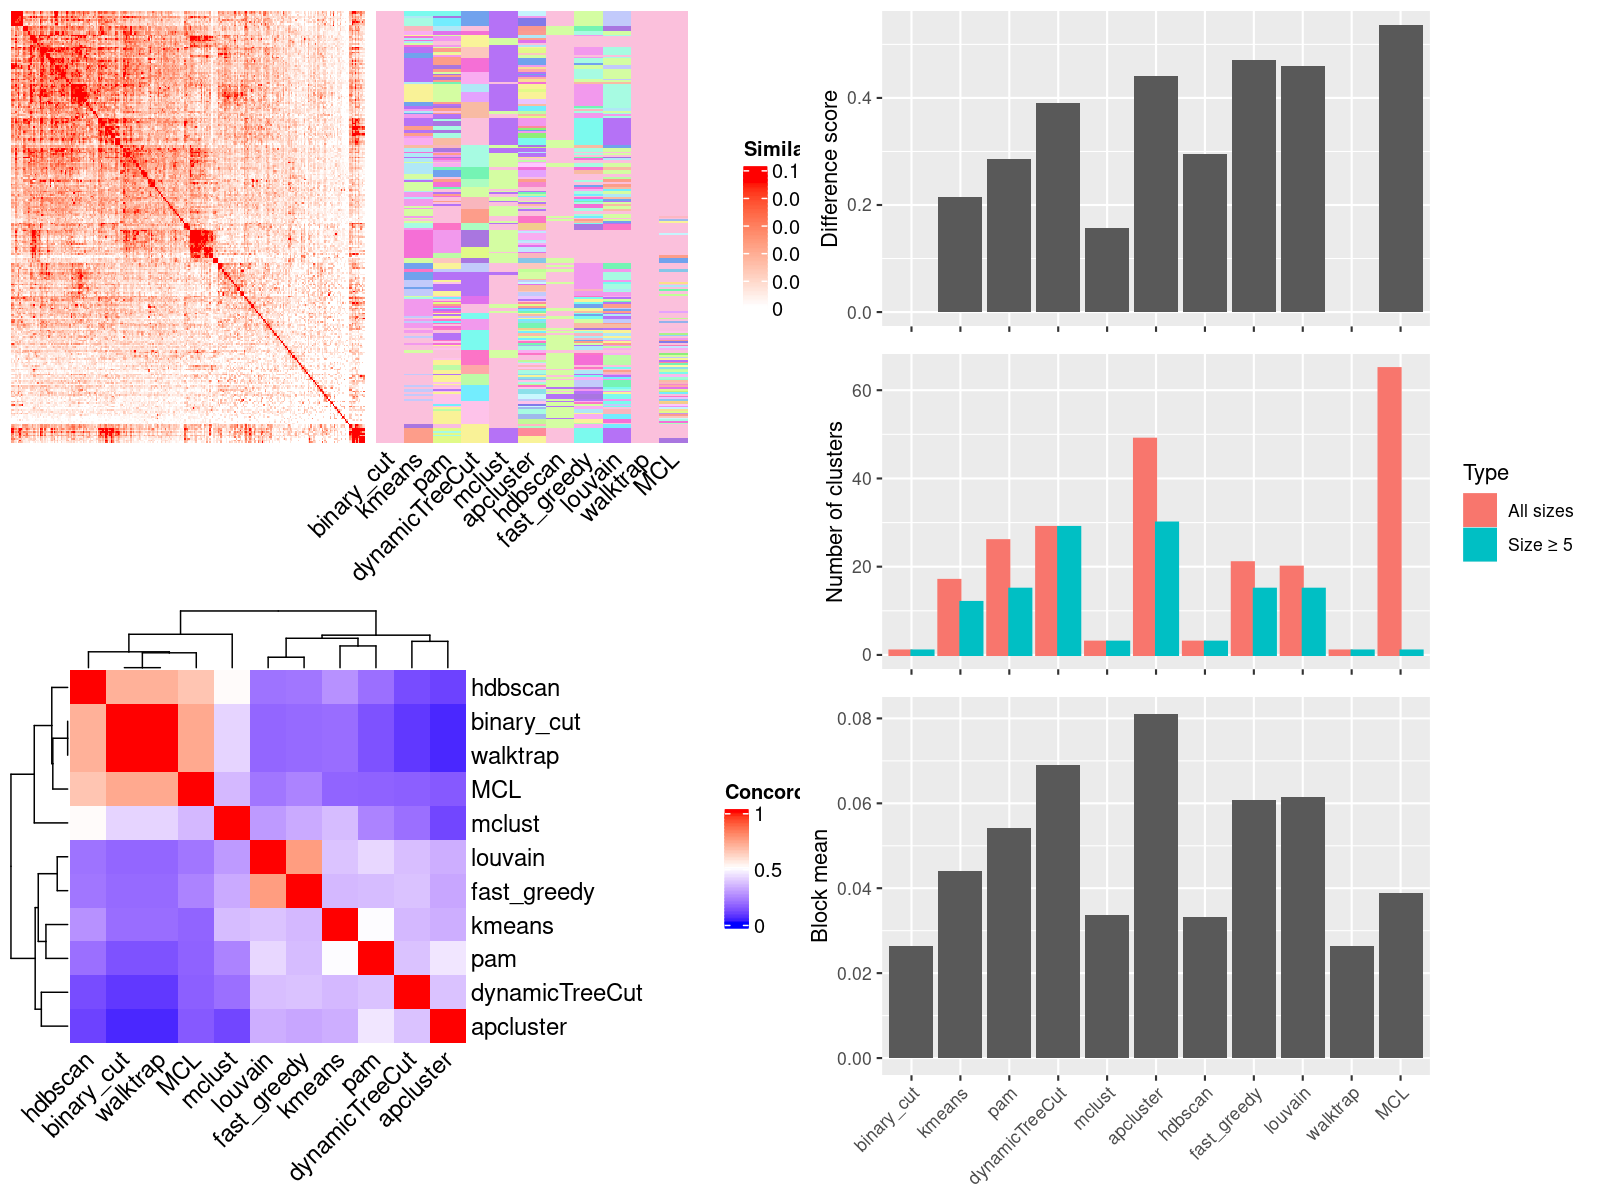 Simila
0.1
0.0
0.0
0.0
0.0
0
binary_cut
kmeans
pam
dynamicTreeCut
mclust
apcluster
hdbscan
fast_greedy
louvain
walktrap
MCL
hdbscan
binary_cut
walktrap
MCL
mclust
louvain
fast_greedy
kmeans
pam
dynamicTreeCut
apcluster
hdbscan
binary_cut
walktrap
MCL
mclust
louvain
fast_greedy
kmeans
pam
dynamicTreeCut
apcluster
Concord
1
0.5
0
Difference score
0.4
0.2
0.0
Number of clusters
60
40
20
0
Type
All sizes
Size ≥ 5
Block mean
0.08
0.06
0.04
0.02
0.00
binary_cut
kmeans
pam
dynamicTreeCut
mclust
apcluster
hdbscan
fast_greedy
louvain
walktrap
MCL